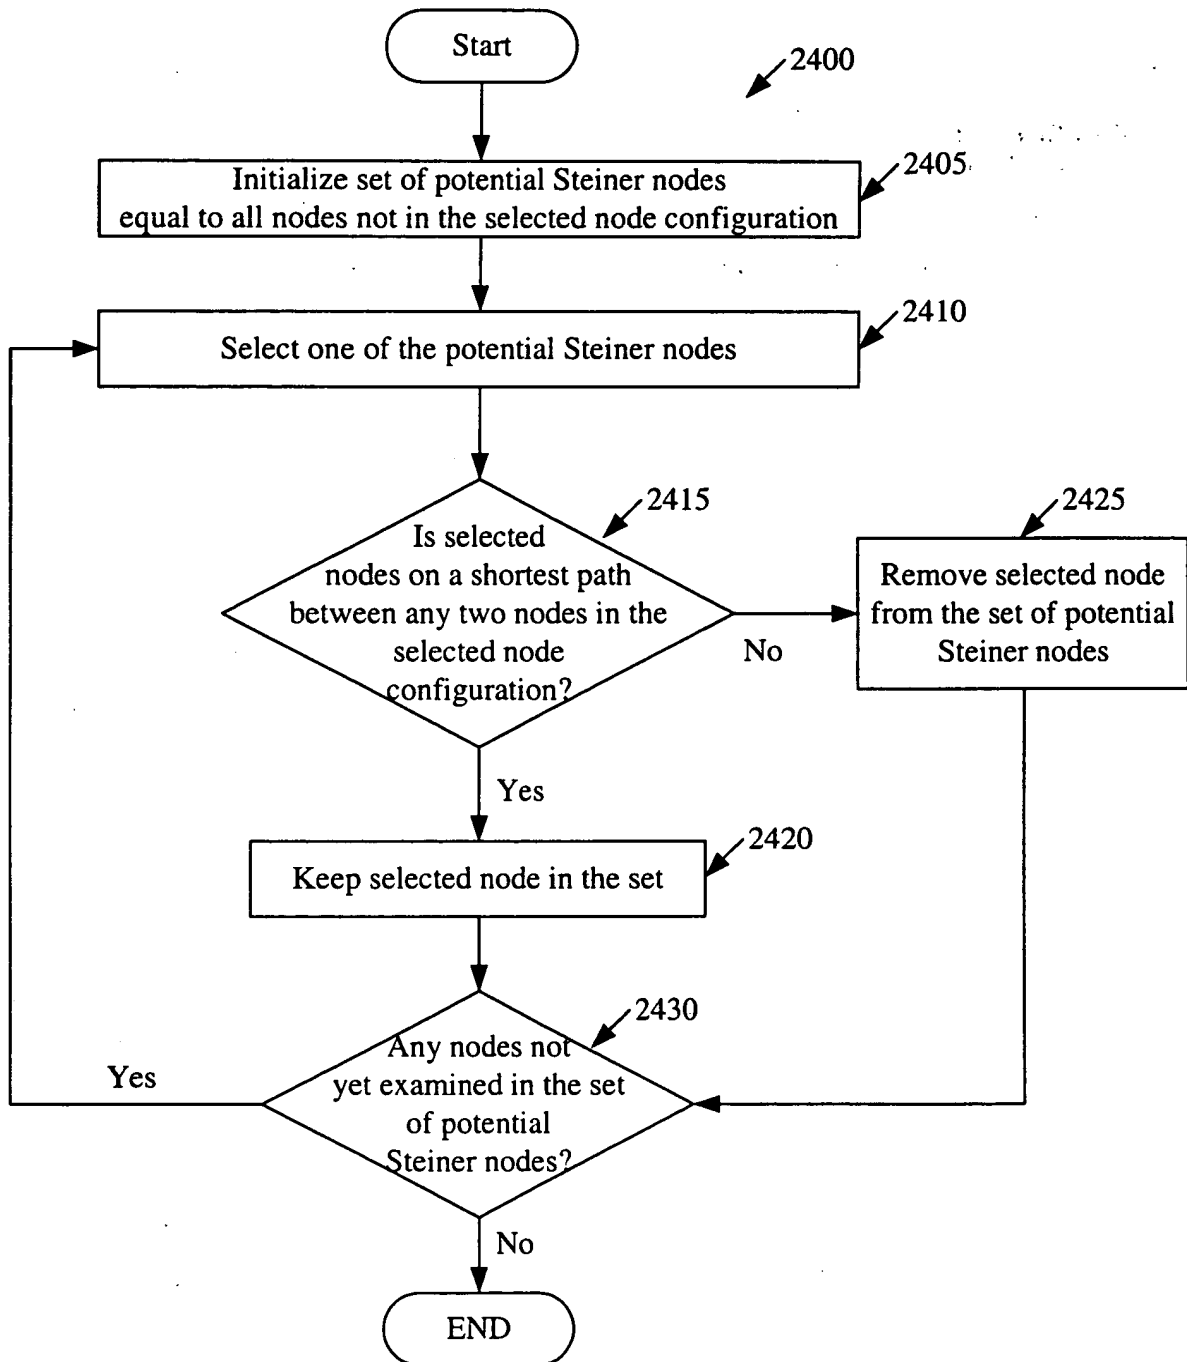 Start
2400
Initialize set of potential Steiner nodes
equal to all nodes not in the selected node configuration
2405
Select one of the potential Steiner nodes
2410
Is selected
nodes on a shortest path
between any two nodes in the
selected node
configuration?
2415
No
Remove selected node
from the set of potential
Steiner nodes
2425
Yes
Keep selected node in the set
2420
Any nodes not
yet examined in the set
of potential
Steiner nodes?
2430
Yes
No
END